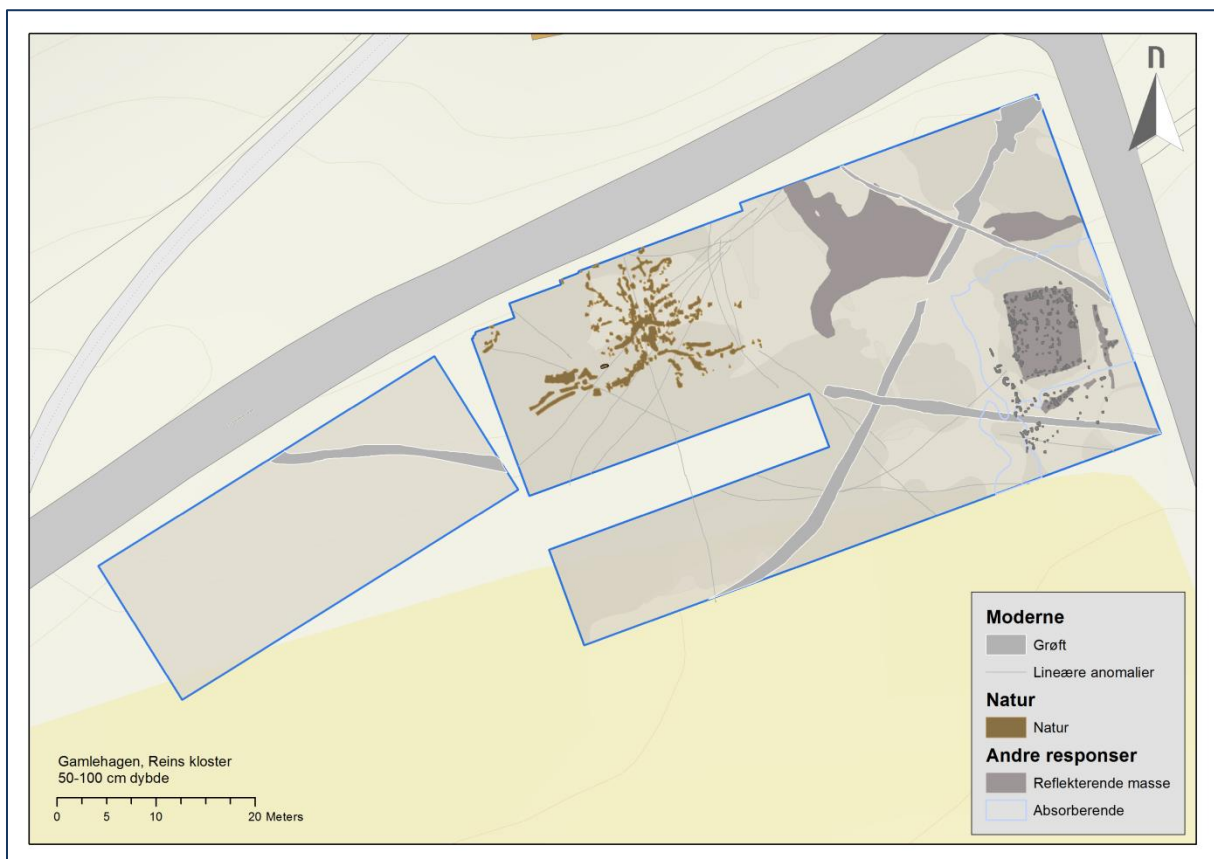 n
Moderne
Grøft
Lineære anomalier
Natur
Natur
Andre responser
Reflekterende masse
Absorberende
Gamlehagen, Reins kloster
50-100 cm dybde
0 5 10 20 Meters